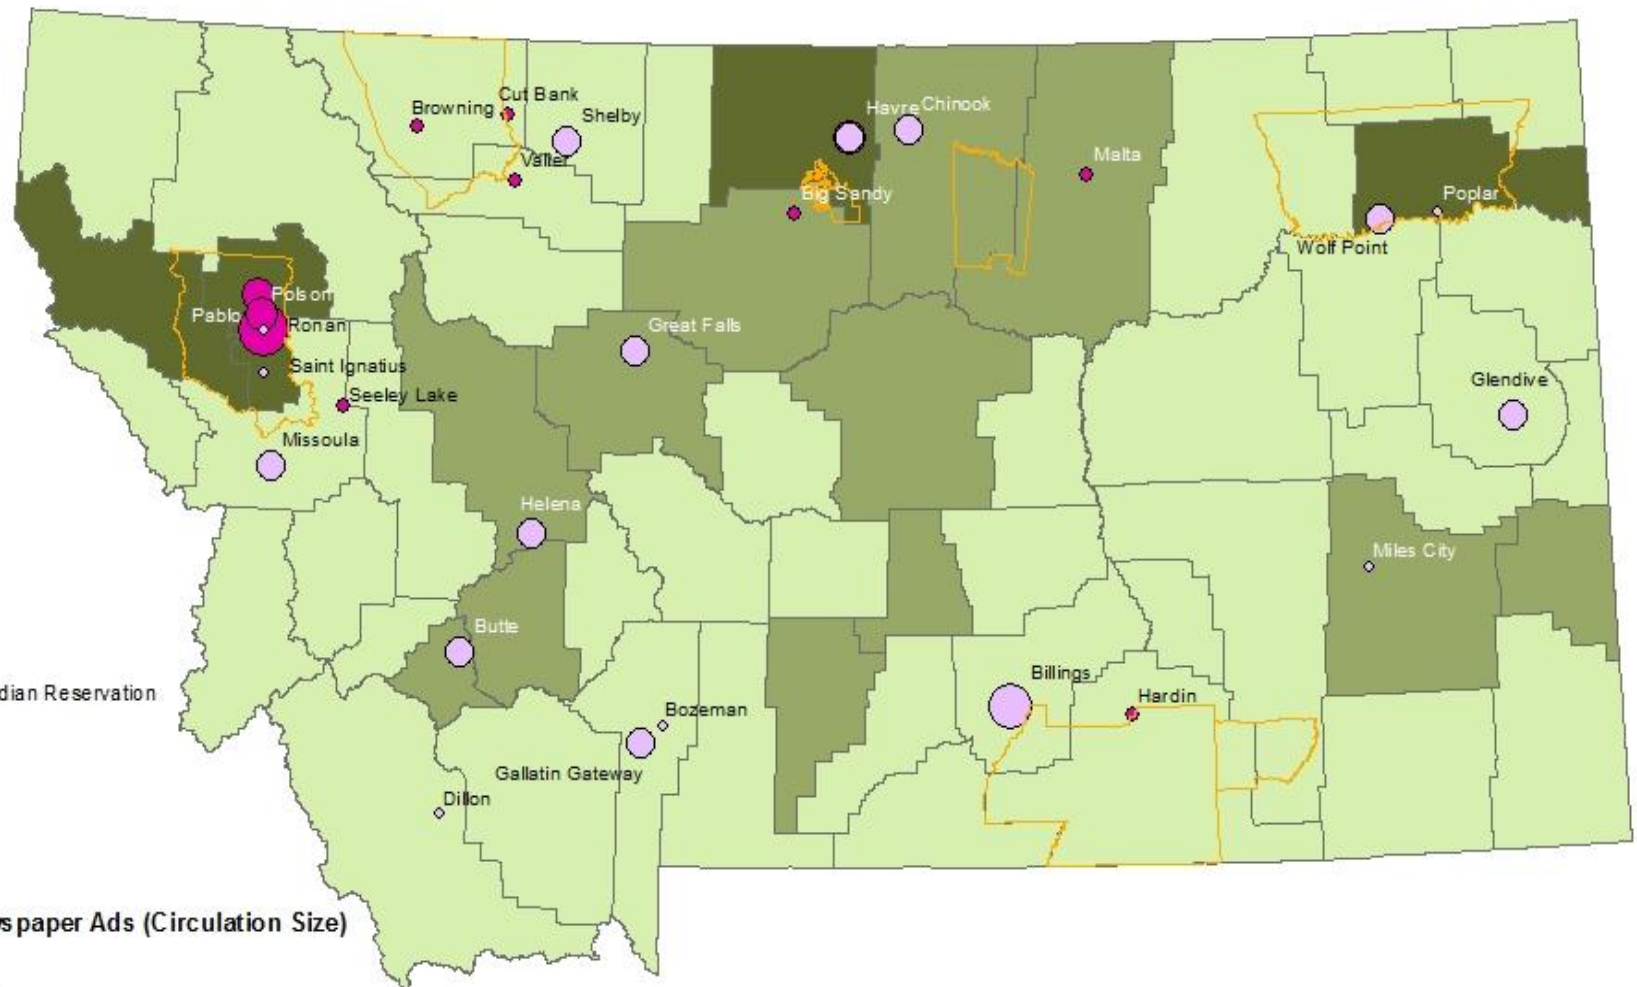 Cut Bank
Browning
Shelby
Havre
Chinook
Valier
Malta
Big Sandy
Poplar
Wolf Point
Polson
Pablo
Ronan
Great Falls
Saint Ignatius
Seeley Lake
Glendive
Missoula
Helena
Miles City
Butte
Billings
dian Reservation
Hardin
Bozeman
Gallatin Gateway
Dillon
spaper Ads (Circulation Size)